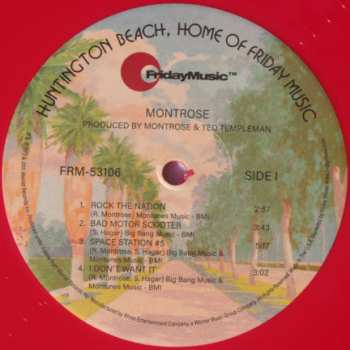 HUNTINGTON BEACH, HOME OF FRIDAY MUSIC
FridayMusic™
MONTROSE
PRODUCED BY MONTROSE & TED TEMPLEMAN
FRM-53106
SIDE I
1. ROCK THE NATION
(R. Montrose) Montunes Music - BMI
2:57
2. BAD MOTOR SCOOTER
(S. Hagar) Big Bang Music - BMI
3:43
3. SPACE STATION #5
(R. Montrose, S. Hagar) Big Bang Music &
Montunes Music - BMI
5:17
4. I DON'T WANT IT
(R. Montrose, S. Hagar) Big Bang Music &
Montunes Music - BMI
3:02